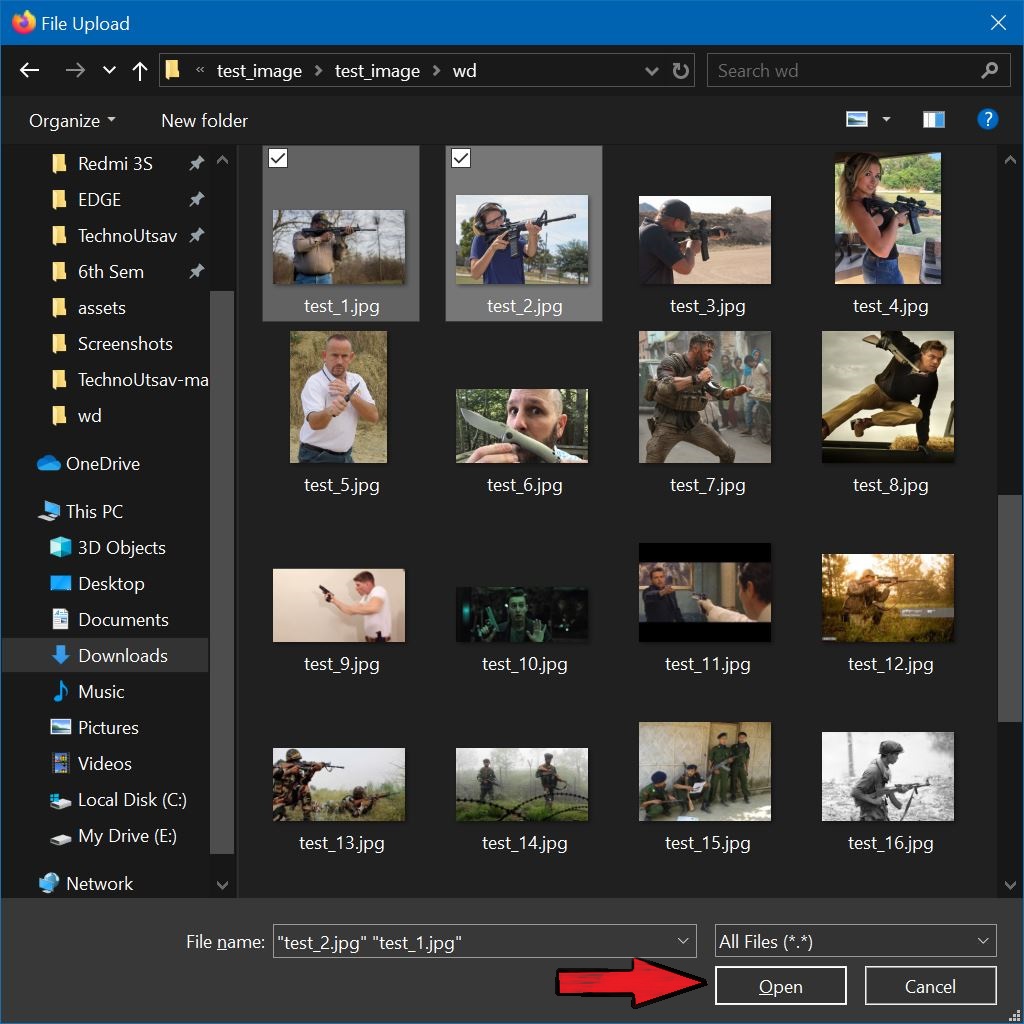 File Upload
« test_image > test_image > wd
Search wd
Organize
New folder
?
Redmi 3S
EDGE
TechnoUtsav
6th Sem
assets
Screenshots
TechnoUtsav-ma
wd
OneDrive
This PC
3D Objects
Desktop
Documents
Downloads
Music
Pictures
Videos
Local Disk (C:)
My Drive (E:)
Network
test_1.jpg
test_2.jpg
test_3.jpg
test_4.jpg
test_5.jpg
test_6.jpg
test_7.jpg
test_8.jpg
test_9.jpg
test_10.jpg
test_11.jpg
test_12.jpg
test_13.jpg
test_14.jpg
test_15.jpg
test_16.jpg
File name:
"test_2.jpg" "test_1.jpg"
All Files (*.*)
Open
Cancel